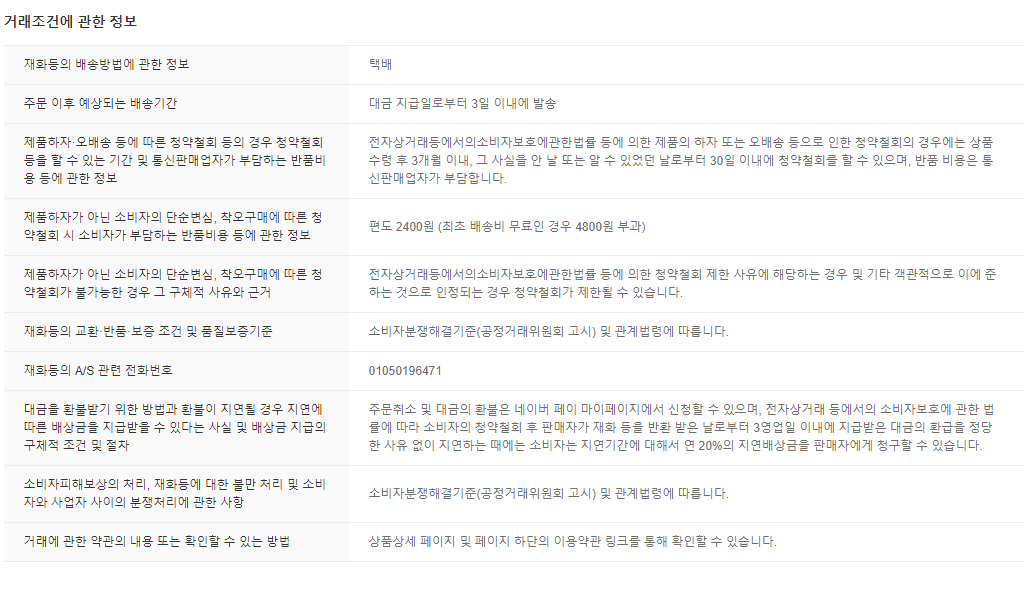 거래조건에 관한 정보
재화등의 배송방법에 관한 정보
택배
주문 이후 예상되는 배송기간
대금 지급일로부터 3일 이내에 발송
제품하자·오배송 등에 따른 청약철회 등의 경우 청약철회
등을 할 수 있는 기간 및 통신판매업자가 부담하는 반품비
용 등에 관한 정보
전자상거래등에서의소비자보호에관한법률 등에 의한 제품의 하자 또는 오배송 등으로 인한 청약철회의 경우에는 상품
수령 후 3개월 이내, 그 사실을 안 날 또는 알 수 있었던 날로부터 30일 이내에 청약철회를 할 수 있으며, 반품 비용은 통
신판매업자가 부담합니다.
제품하자가 아닌 소비자의 단순변심, 착오구매에 따른 청
약철회 시 소비자가 부담하는 반품비용 등에 관한 정보
편도 2400원 (최초 배송비 무료인 경우 4800원 부과)
제품하자가 아닌 소비자의 단순변심, 착오구매에 따른 청
약철회가 불가능한 경우 그 구체적 사유와 근거
전자상거래등에서의소비자보호에관한법률 등에 의한 청약철회 제한 사유에 해당하는 경우 및 기타 객관적으로 이에 준
하는 것으로 인정되는 경우 청약철회가 제한될 수 있습니다.
재화등의 교환·반품·보증 조건 및 품질보증기준
소비자분쟁해결기준(공정거래위원회 고시) 및 관계법령에 따릅니다.
재화등의 A/S 관련 전화번호
01050196471
대금을 환불받기 위한 방법과 환불이 지연될 경우 지연에
따른 배상금을 지급받을 수 있다는 사실 및 배상금 지급의
구체적 조건 및 절차
주문취소 및 대금의 환불은 네이버 페이 마이페이지에서 신청할 수 있으며, 전자상거래 등에서의 소비자보호에 관한 법
률에 따라 소비자의 청약철회 후 판매자가 재화 등을 반환 받은 날로부터 3영업일 이내에 지급받은 대금의 환급을 정당
한 사유 없이 지연하는 때에는 소비자는 지연기간에 대해서 연 20%의 지연배상금을 판매자에게 청구할 수 있습니다.
소비자피해보상의 처리, 재화등에 대한 불만 처리 및 소비
자와 사업자 사이의 분쟁처리에 관한 사항
소비자분쟁해결기준(공정거래위원회 고시) 및 관계법령에 따릅니다.
거래에 관한 약관의 내용 또는 확인할 수 있는 방법
상품상세 페이지 및 페이지 하단의 이용약관 링크를 통해 확인할 수 있습니다.